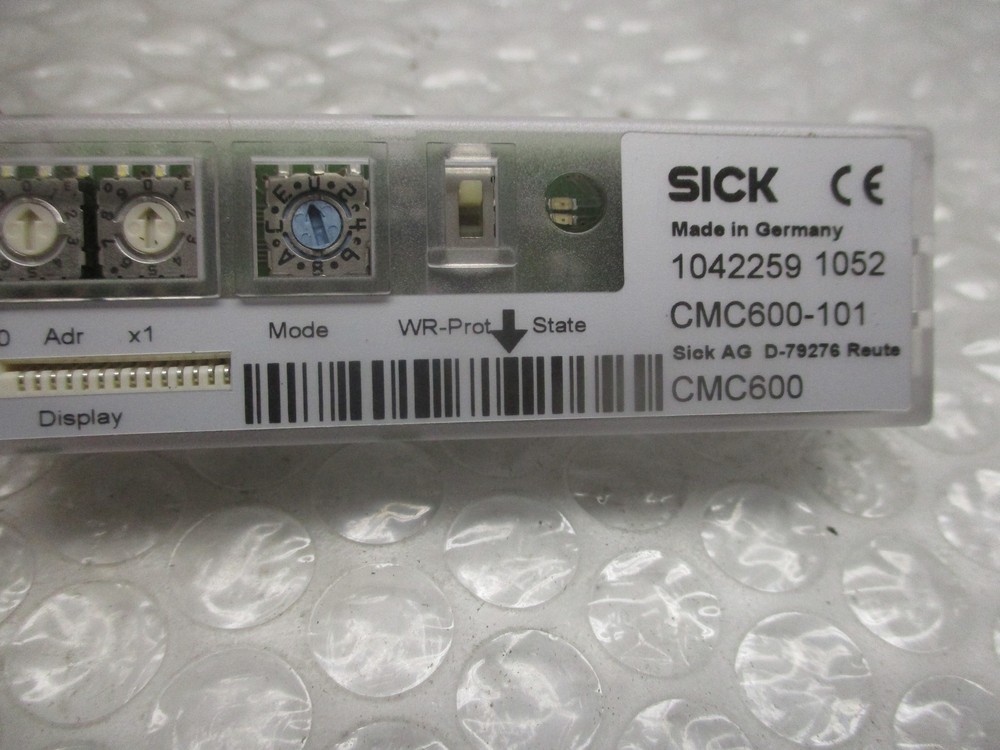 SICK CE
Made in Germany
1042259 1052
CMC600-101
Sick AG D-79276 Reute
CMC600
0 Adr x1
Mode
WR-Prot State
Display